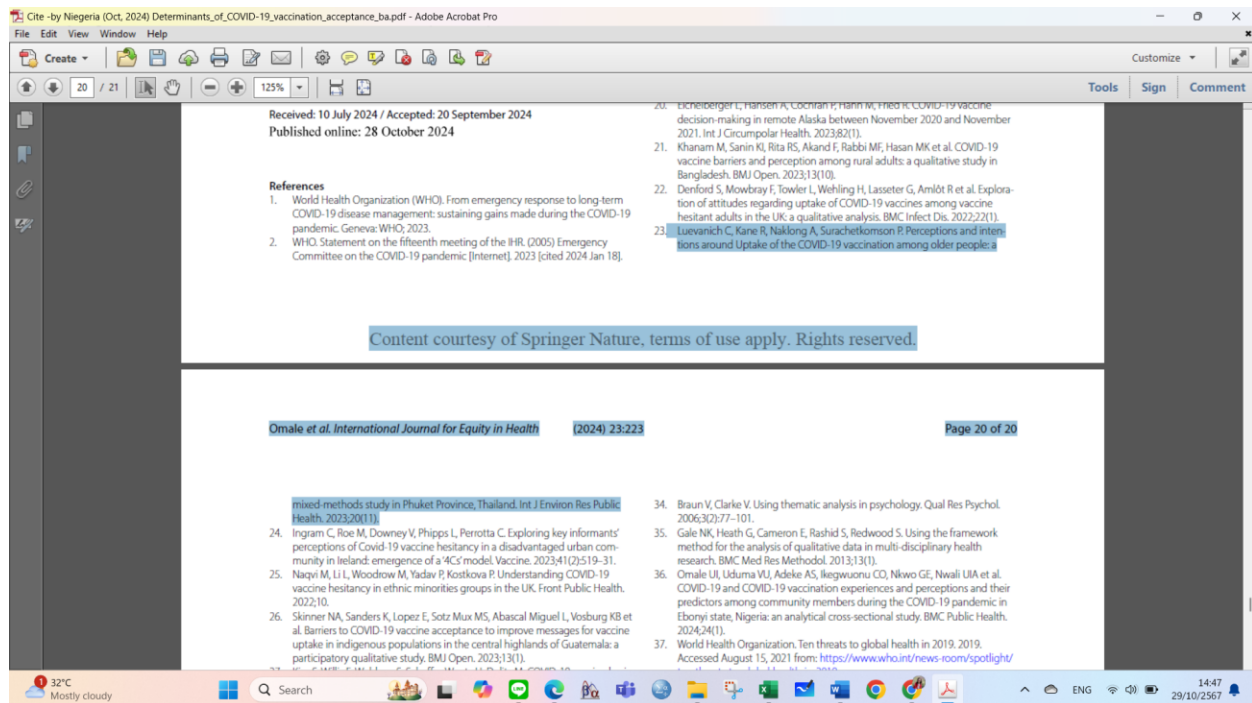 Cite -by Niegeria (Oct, 2024) Determinants_of_COVID-19_vaccination_acceptance_ba.pdf - Adobe Acrobat Pro
File Edit View Window Help
Create
Customize
20 / 21
125%
Tools Sign Comment
Received: 10 July 2024 / Accepted: 20 September 2024
Published online: 28 October 2024
References
1. World Health Organization (WHO). From emergency response to long-term
COVID-19 disease management: sustaining gains made during the COVID-19
pandemic. Geneva: WHO; 2023.
2. WHO. Statement on the fifteenth meeting of the IHR. (2005) Emergency
Committee on the COVID-19 pandemic [Internet]. 2023 [cited 2024 Jan 18].
20. Eichelberger L, Hansen A, Cochran P, Hahn M, Fried R. COVID-19 vaccine
decision-making in remote Alaska between November 2020 and November
2021. Int J Circumpolar Health. 2023;82(1).
21. Khanam M, Sanin KI, Rita RS, Akand F, Rabbi MF, Hasan MK et al. COVID-19
vaccine barriers and perception among rural adults: a qualitative study in
Bangladesh. BMJ Open. 2023;13(10).
22. Denford S, Mowbray F, Towler L, Wehling H, Lasseter G, Amlôt R et al. Explora-
tion of attitudes regarding uptake of COVID-19 vaccines among vaccine
hesitant adults in the UK: a qualitative analysis. BMC Infect Dis. 2022;22(1).
23. Luevanich C, Kane R, Naklong A, Surachetkomson P. Perceptions and inten-
tions around Uptake of the COVID-19 vaccination among older people: a
Content courtesy of Springer Nature, terms of use apply. Rights reserved.
Omale et al. International Journal for Equity in Health (2024) 23:223 Page 20 of 20
mixed-methods study in Phuket Province, Thailand. Int J Environ Res Public
Health. 2023;20(11).
24. Ingram C, Roe M, Downey V, Phipps L, Perrotta C. Exploring key informants'
perceptions of Covid-19 vaccine hesitancy in a disadvantaged urban com-
munity in Ireland: emergence of a '4Cs' model. Vaccine. 2023;41(2):519–31.
25. Naqvi M, Li L, Woodrow M, Yadav P, Kostkova P. Understanding COVID-19
vaccine hesitancy in ethnic minorities groups in the UK. Front Public Health.
2022;10.
26. Skinner NA, Sanders K, Lopez E, Sotz Mux MS, Abascal Miguel L, Vosburg KB et
al. Barriers to COVID-19 vaccine acceptance to improve messages for vaccine
uptake in indigenous populations in the central highlands of Guatemala: a
participatory qualitative study. BMJ Open. 2023;13(1).
34. Braun V, Clarke V. Using thematic analysis in psychology. Qual Res Psychol.
2006;3(2):77–101.
35. Gale NK, Heath G, Cameron E, Rashid S, Redwood S. Using the framework
method for the analysis of qualitative data in multi-disciplinary health
research. BMC Med Res Methodol. 2013;13(1).
36. Omale UI, Uduma VU, Adeke AS, Ikegwuonu CO, Nkwo GE, Nwali UIA et al.
COVID-19 and COVID-19 vaccination experiences and perceptions and their
predictors among community members during the COVID-19 pandemic in
Ebonyi state, Nigeria: an analytical cross-sectional study. BMC Public Health.
2024;24(1).
37. World Health Organization. Ten threats to global health in 2019. 2019.
Accessed August 15, 2021 from: https://www.who.int/news-room/spotlight/
1
32°C
Mostly cloudy
Search
ENG
14:47
29/10/2567